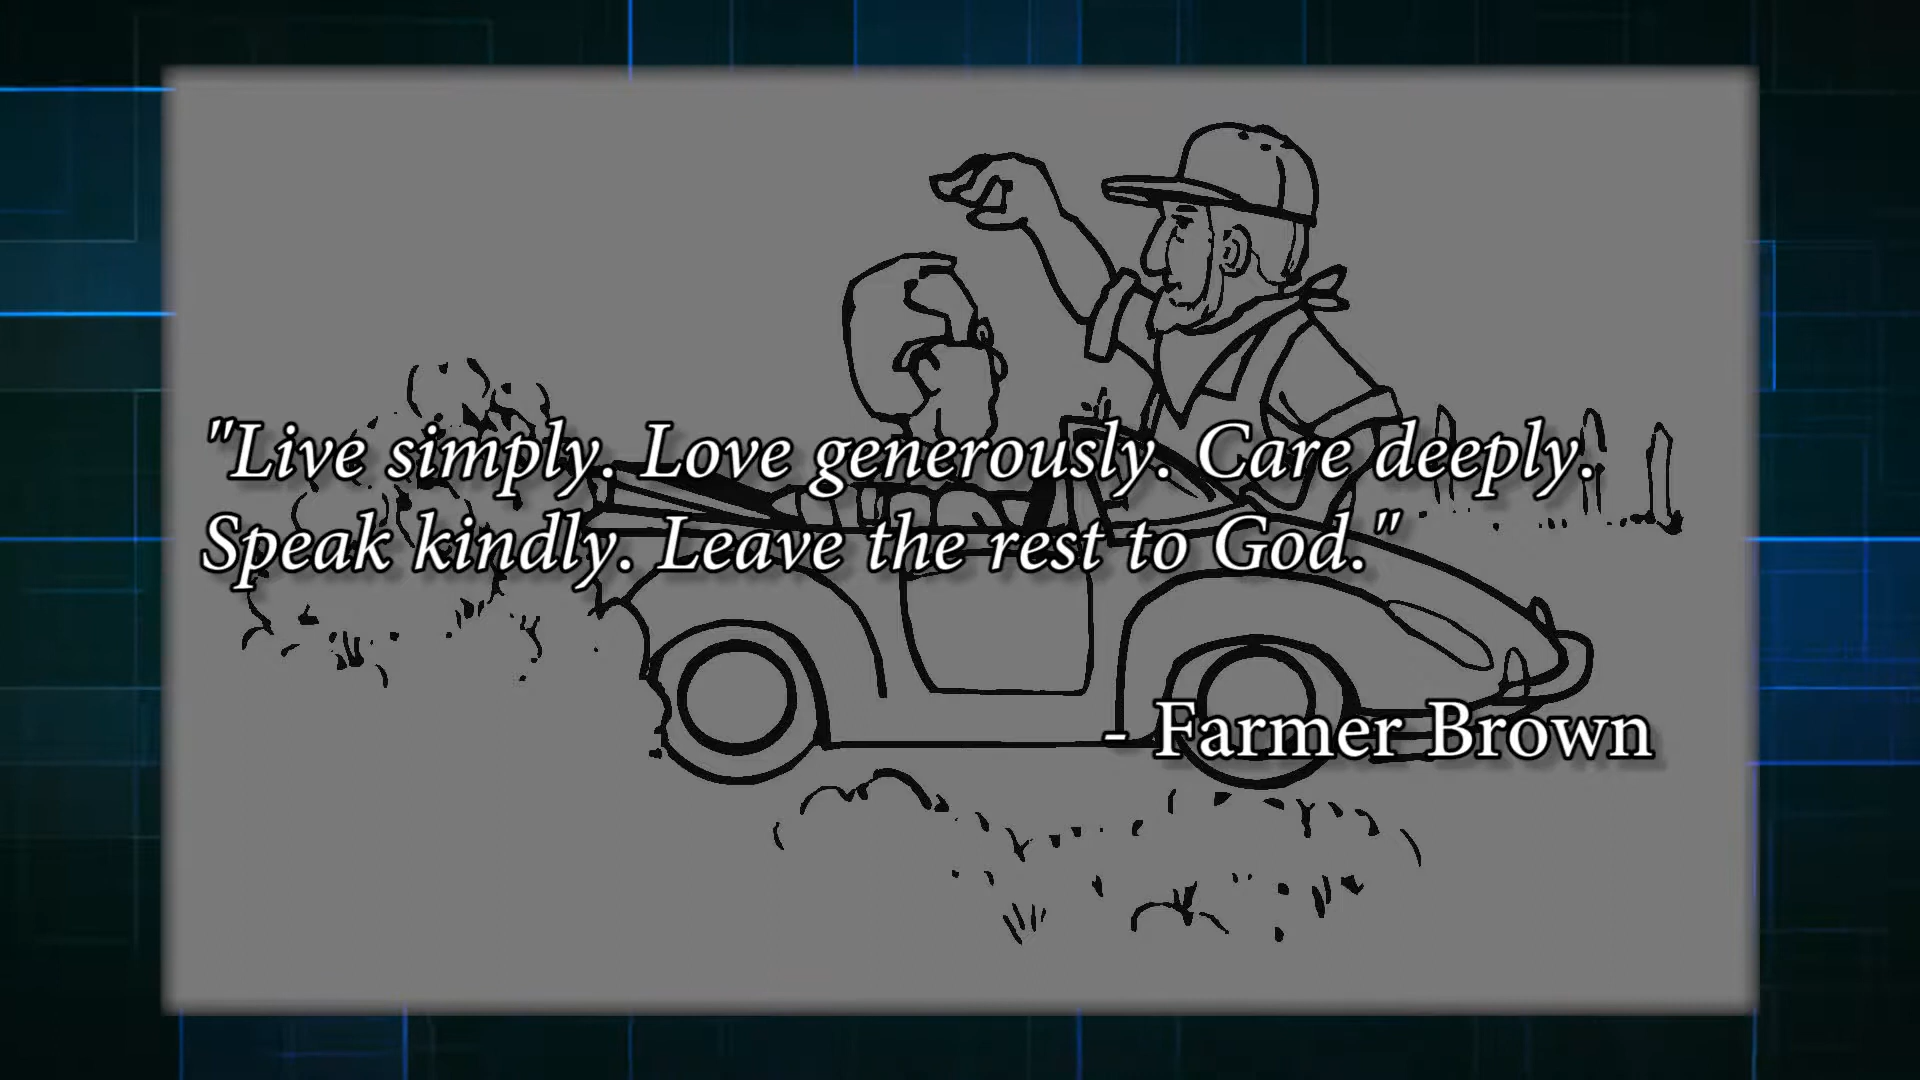 "Live simply. Love generously. Care deeply.
Speak kindly. Leave the rest to God."
- Farmer Brown